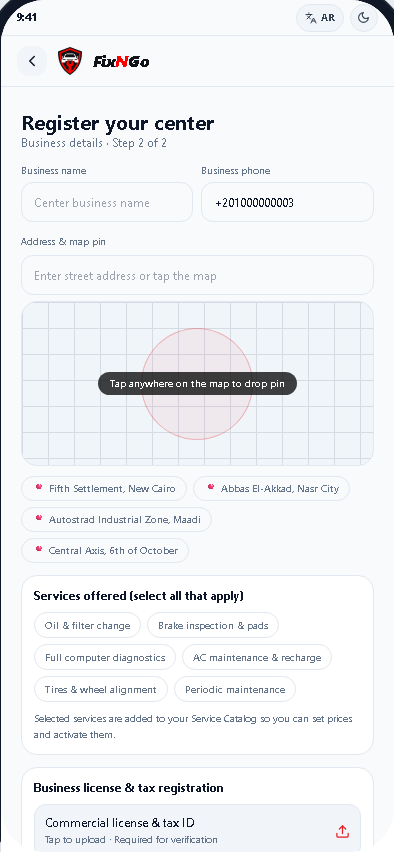 9:41
AR
FixNGo
Register your center
Business details · Step 2 of 2
Business name
Business phone
Center business name
+201000000003
Address & map pin
Enter street address or tap the map
Tap anywhere on the map to drop pin
Fifth Settlement, New Cairo
Abbas El-Akkad, Nasr City
Autostrad Industrial Zone, Maadi
Central Axis, 6th of October
Services offered (select all that apply)
Oil & filter change
Brake inspection & pads
Full computer diagnostics
AC maintenance & recharge
Tires & wheel alignment
Periodic maintenance
Selected services are added to your Service Catalog so you can set prices
and activate them.
Business license & tax registration
Commercial license & tax ID
Tap to upload · Required for verification